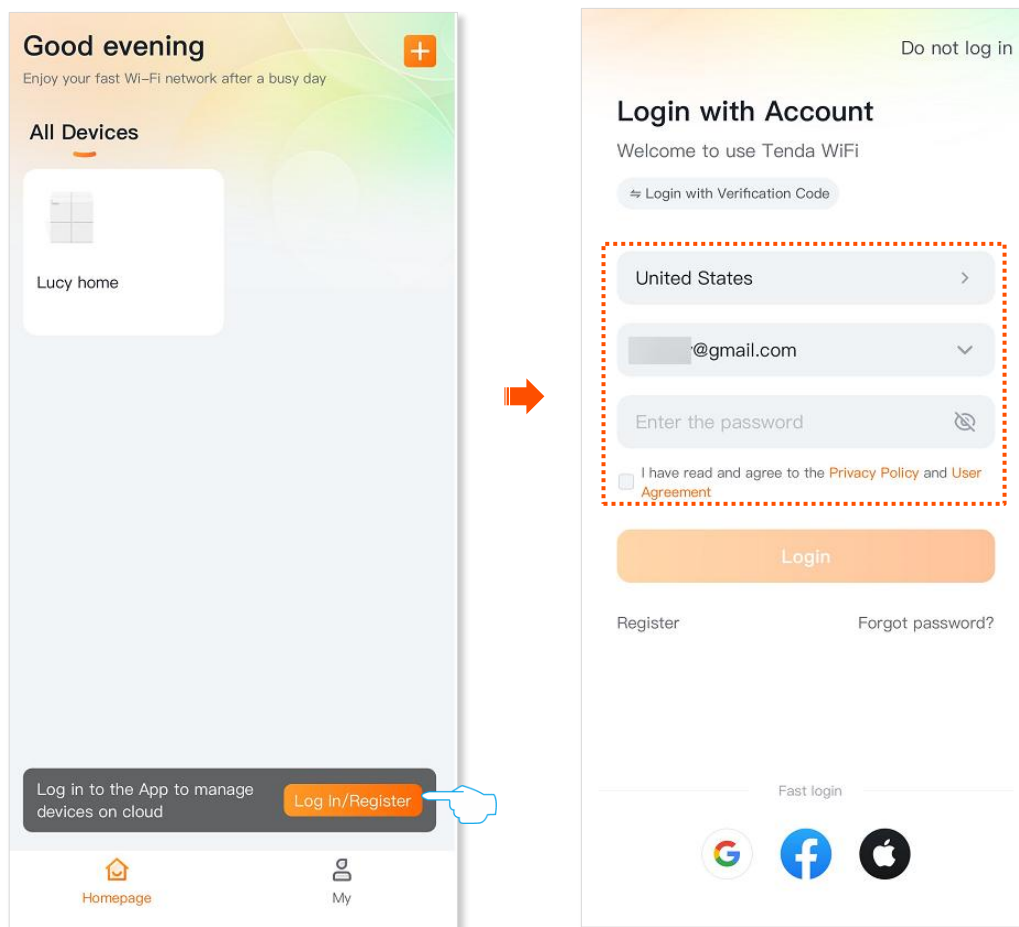 Good evening
Enjoy your fast Wi-Fi network after a busy day
All Devices
Lucy home
Log in to the App to manage
devices on cloud
Log in/Register
Homepage
My
Do not log in
Login with Account
Welcome to use Tenda WiFi
⇋ Login with Verification Code
United States
@gmail.com
Enter the password
I have read and agree to the Privacy Policy and User
Agreement
Login
Register
Forgot password?
Fast login